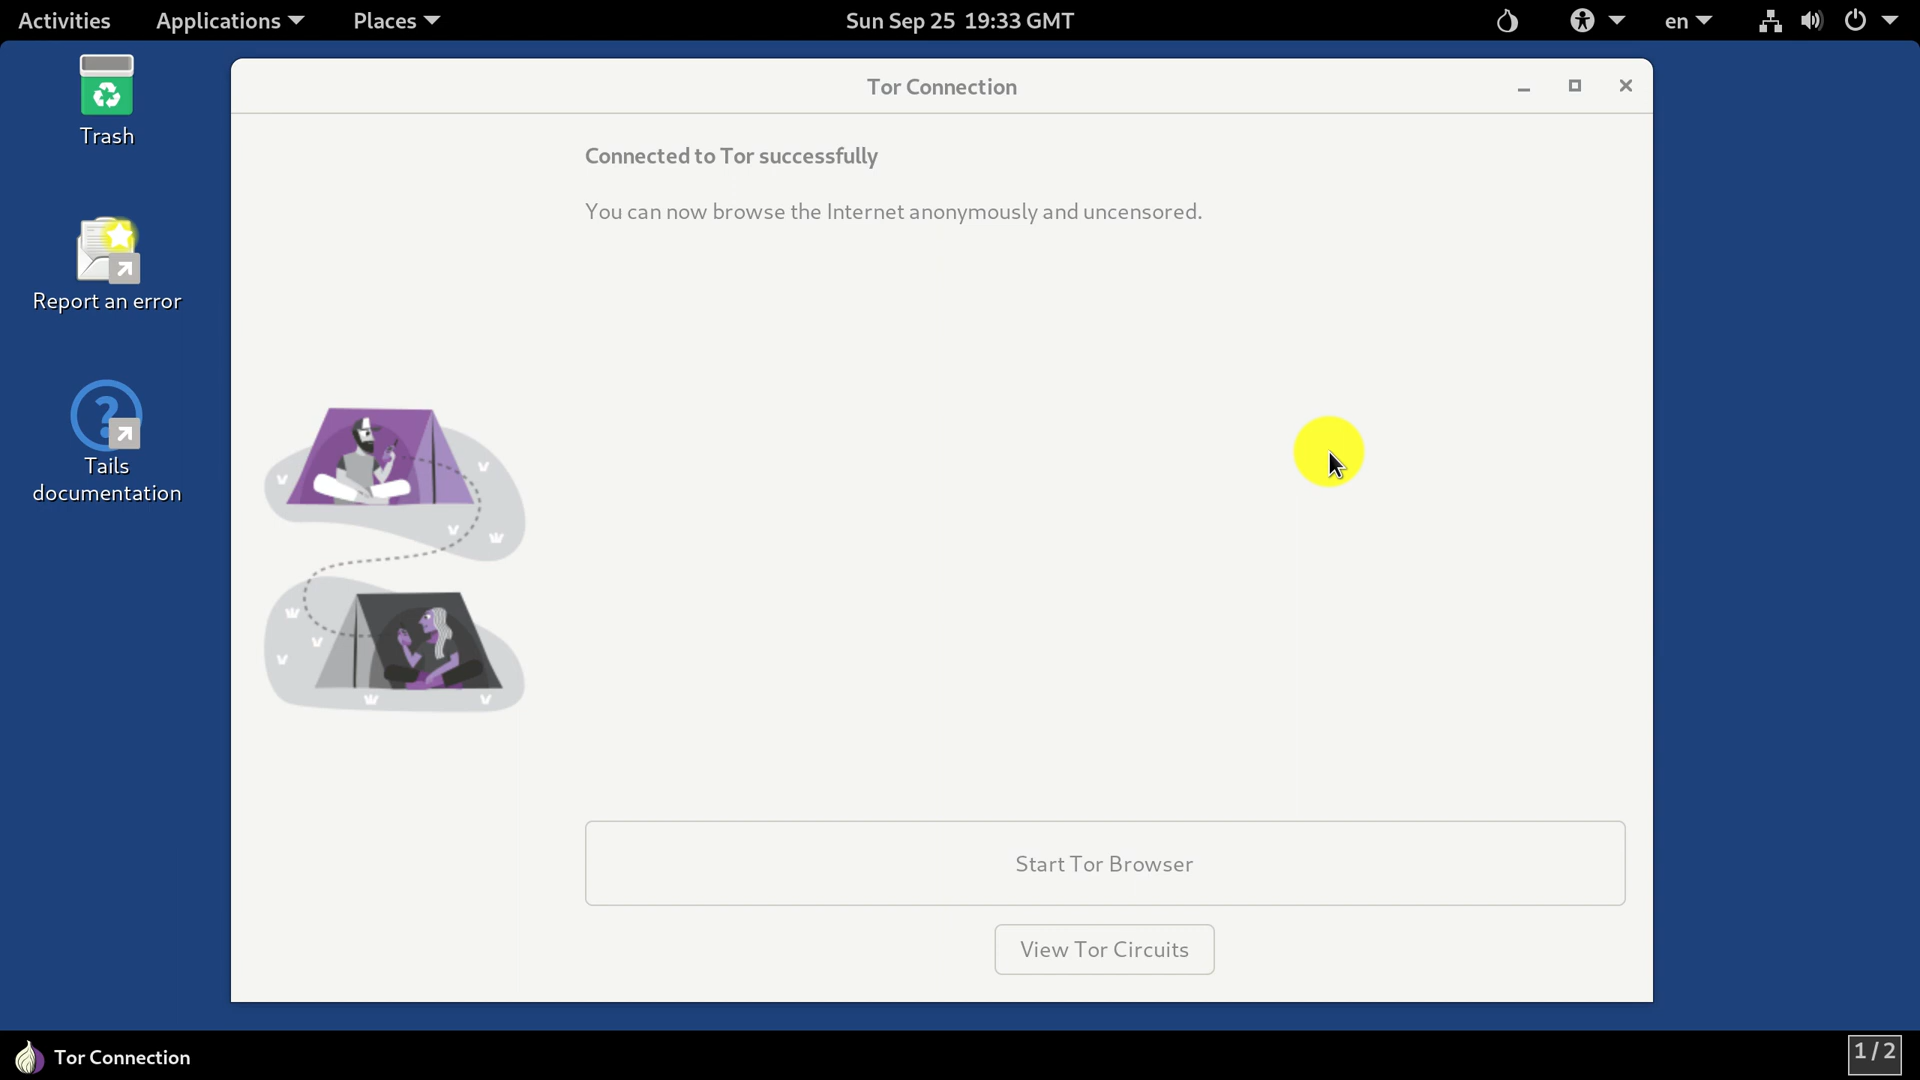 Activities Applications Places Sun Sep 25 19:33 GMT en
Trash
Report an error
Tails
documentation
Tor Connection
Connected to Tor successfully
You can now browse the Internet anonymously and uncensored.
Start Tor Browser
View Tor Circuits
Tor Connection 1/2